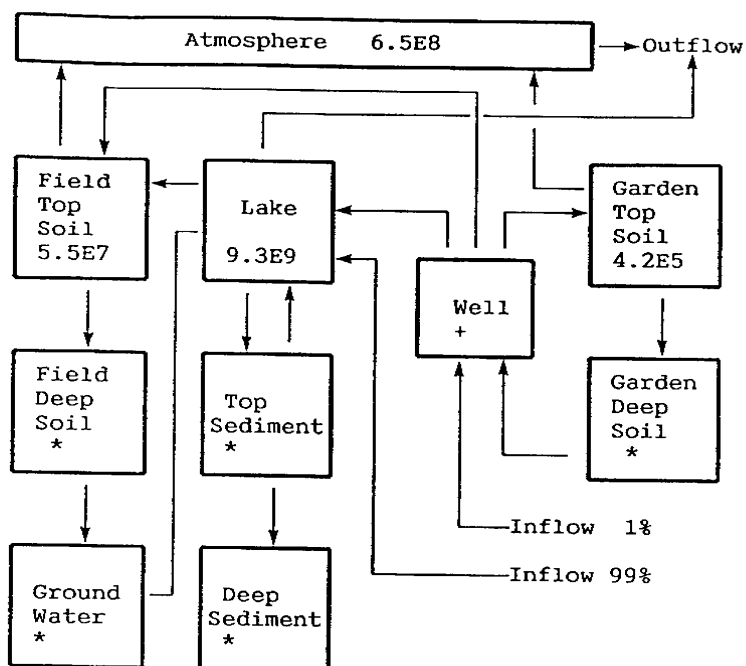 Atmosphere 6.5E8
Outflow
Field
Top
Soil
5.5E7
Lake
9.3E9
Garden
Top
Soil
4.2E5
Well
+
Field
Deep
Soil
*
Top
Sediment
*
Garden
Deep
Soil
*
Inflow 1%
Inflow 99%
Ground
Water
*
Deep
Sediment
*